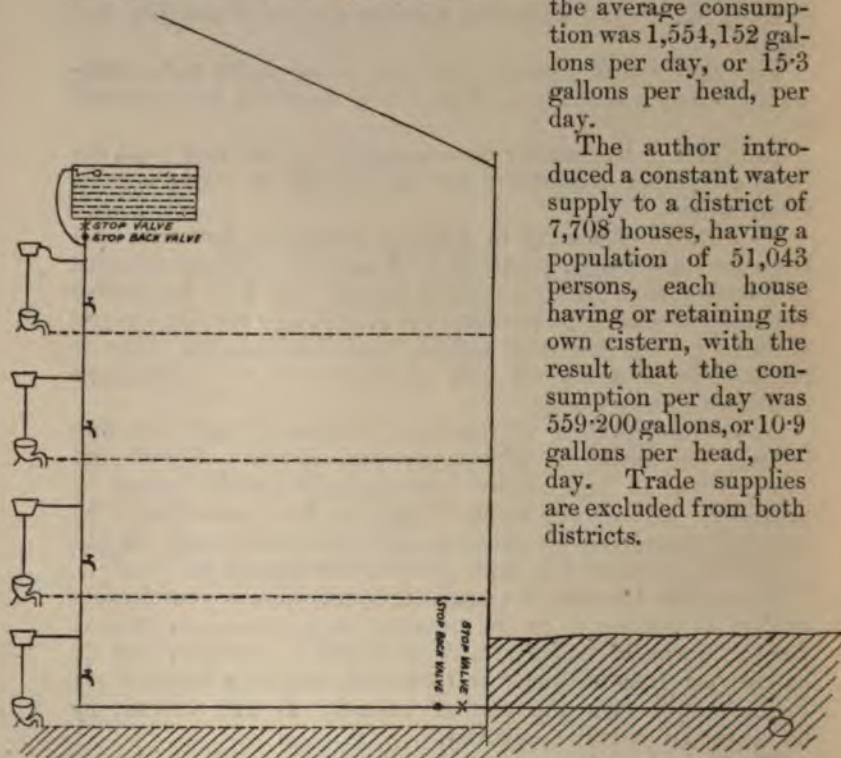 the average consump-
tion was 1,554,152 gal-
lons per day, or 15·3
gallons per head, per
day.
The author intro-
duced a constant water
supply to a district of
7,708 houses, having a
population of 51,043
persons, each house
having or retaining its
own cistern, with the
result that the con-
sumption per day was
559·200 gallons, or 10·9
gallons per head, per
day. Trade supplies
are excluded from both
districts.
STOP VALVE
STOP BACK VALVE
STOP BACK VALVE
STOP VALVE